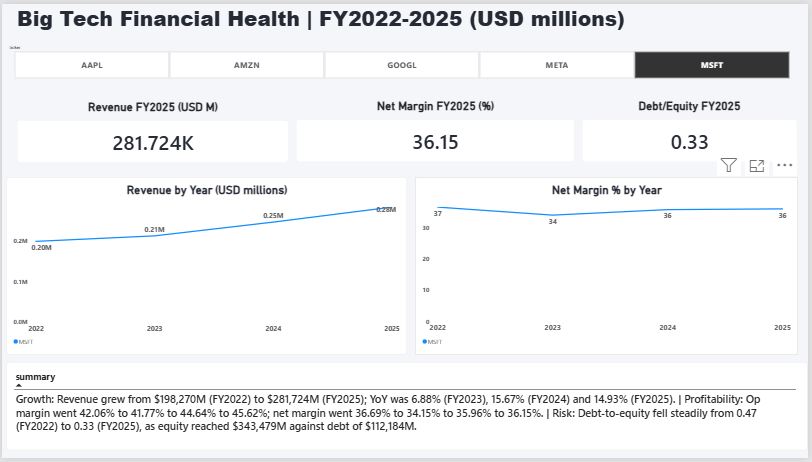 Big Tech Financial Health | FY2022-2025 (USD millions)
AAPL
AMZN
GOOGL
META
MSFT
Revenue FY2025 (USD M)
Net Margin FY2025 (%)
Debt/Equity FY2025
281.724K
36.15
0.33
Revenue by Year (USD millions)
0.2M
0.1M
0.0M
0.20M
0.21M
0.25M
0.28M
2022
2023
2024
2025
MSFT
Net Margin % by Year
30
20
10
0
37
34
36
36
2022
2023
2024
2025
MSFT
summary
Growth: Revenue grew from $198,270M (FY2022) to $281,724M (FY2025); YoY was 6.88% (FY2023), 15.67% (FY2024) and 14.93% (FY2025). | Profitability: Op
margin went 42.06% to 41.77% to 44.64% to 45.62%; net margin went 36.69% to 34.15% to 35.96% to 36.15%. | Risk: Debt-to-equity fell steadily from 0.47
(FY2022) to 0.33 (FY2025), as equity reached $343,479M against debt of $112,184M.